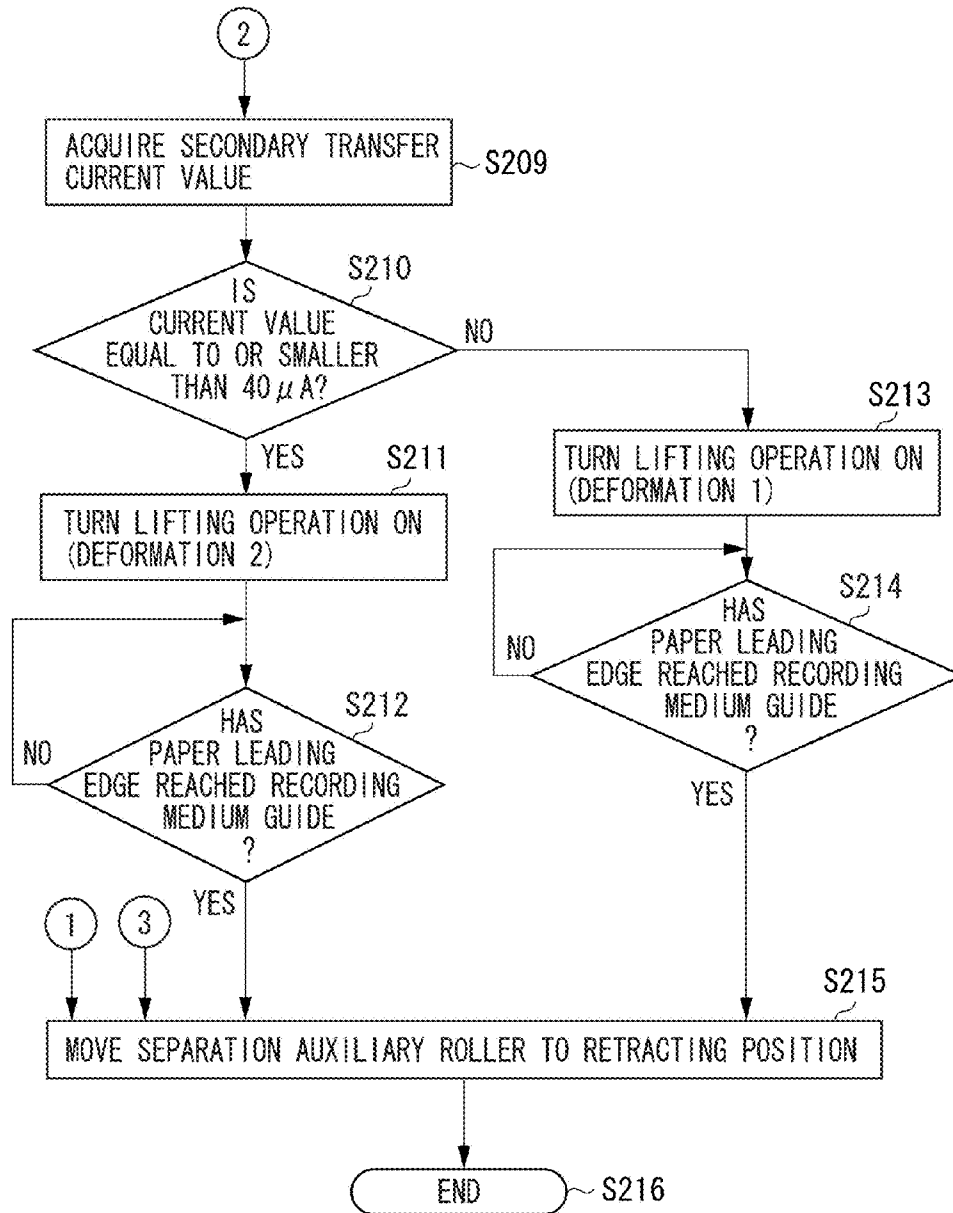 2
ACQUIRE SECONDARY TRANSFER
CURRENT VALUE
S209
S210
IS
CURRENT VALUE
EQUAL TO OR SMALLER
THAN 40μA?
NO
YES
S211
TURN LIFTING OPERATION ON
(DEFORMATION 2)
S213
TURN LIFTING OPERATION ON
(DEFORMATION 1)
S212
HAS
PAPER LEADING
EDGE REACHED RECORDING
MEDIUM GUIDE
?
NO
YES
S214
HAS
PAPER LEADING
EDGE REACHED RECORDING
MEDIUM GUIDE
?
NO
YES
1
3
S215
MOVE SEPARATION AUXILIARY ROLLER TO RETRACTING POSITION
END
S216